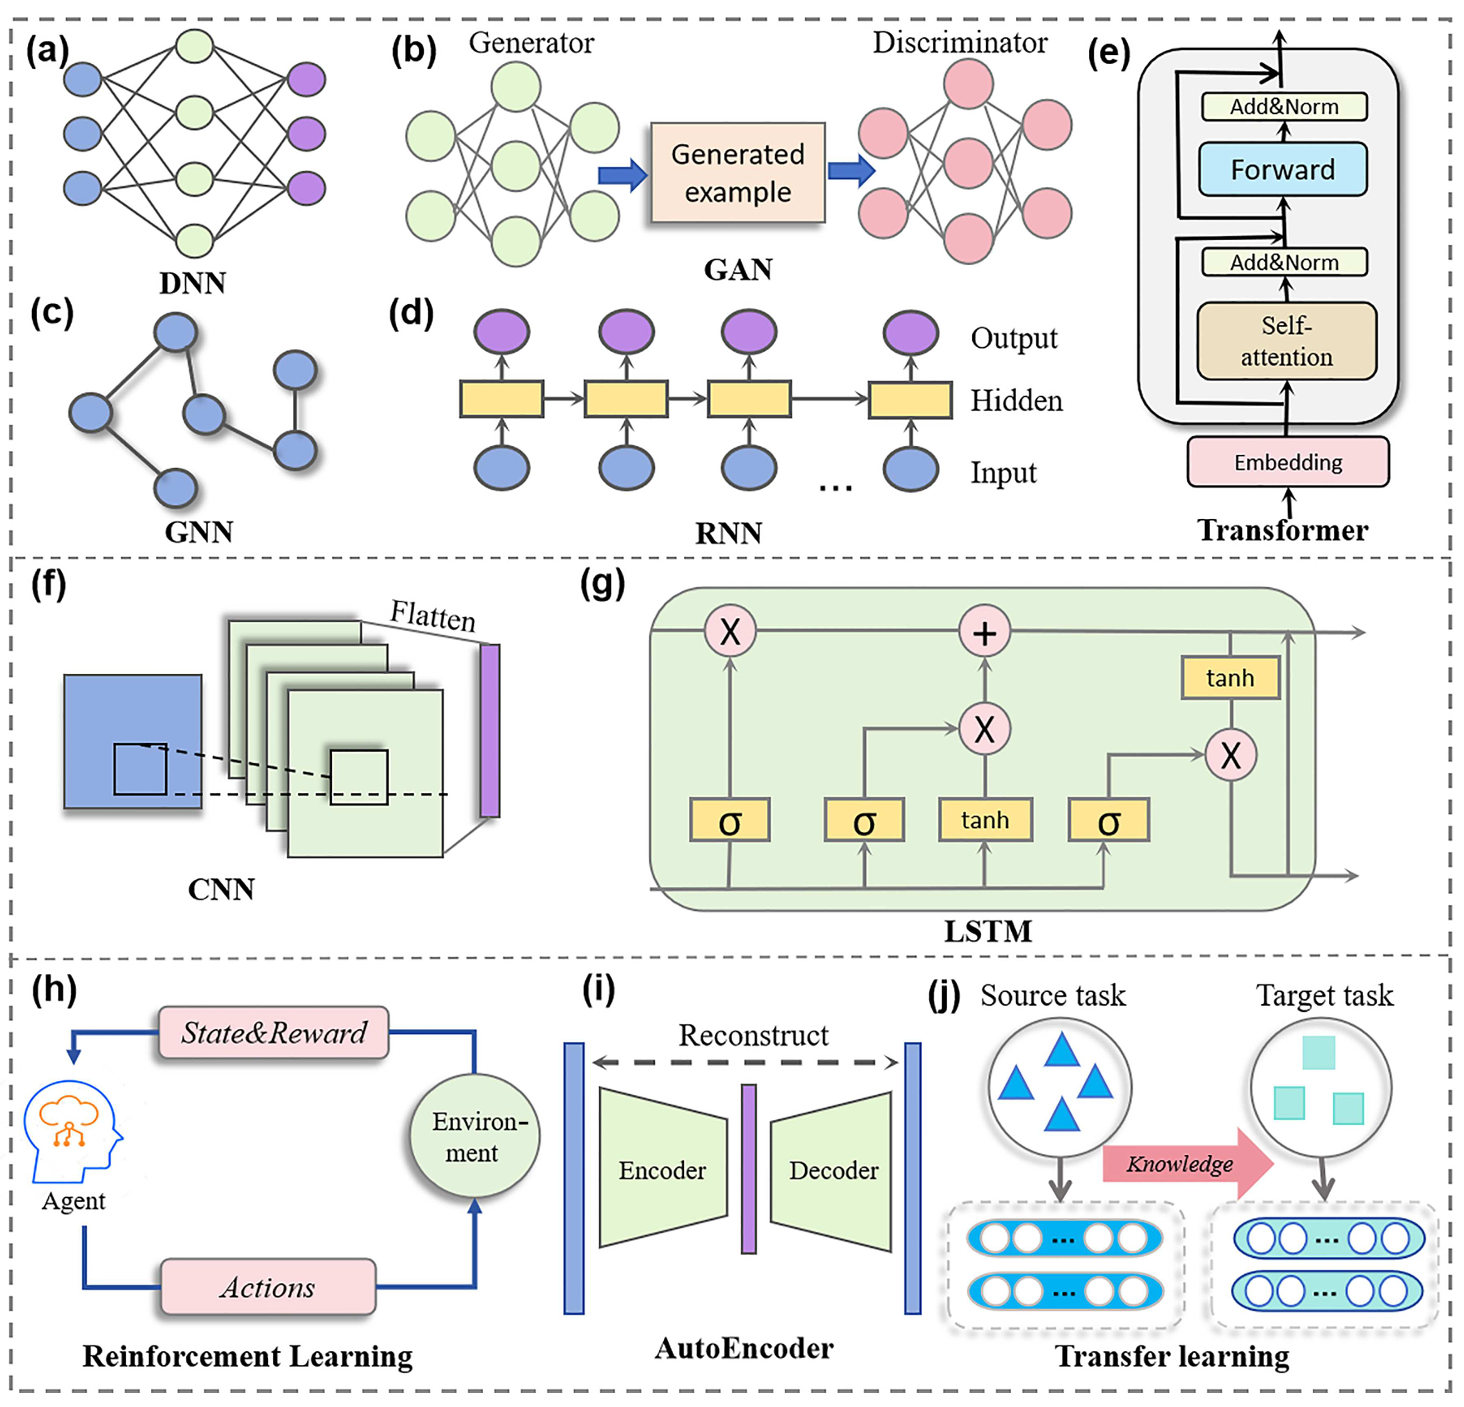 (a)
DNN
(b)
Generator
Discriminator
Generated
example
GAN
(c)
GNN
(d)
Output
Hidden
Input
...
RNN
(e)
Add&Norm
Forward
Add&Norm
Self-
attention
Embedding
Transformer
(f)
Flatten
CNN
(g)
X
+
tanh
X
X
σ
σ
tanh
σ
LSTM
(h)
State&Reward
Environ-
ment
Agent
Actions
Reinforcement Learning
(i)
Reconstruct
Encoder
Decoder
AutoEncoder
(j)
Source task
Target task
Knowledge
...
...
...
...
Transfer learning